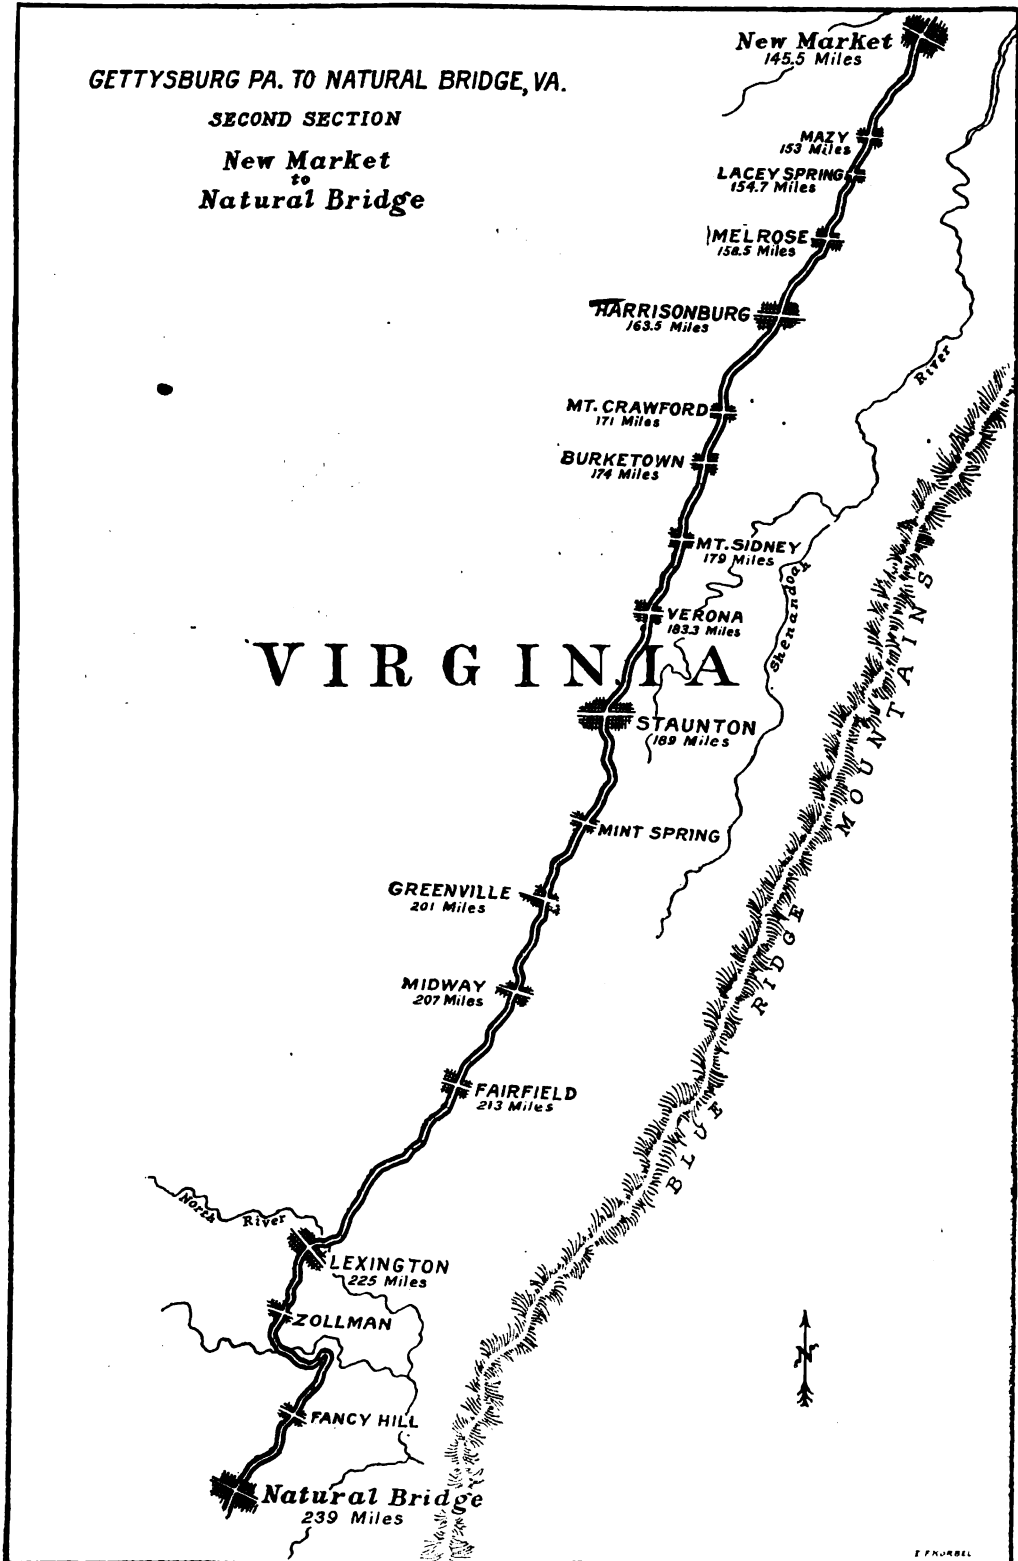 GETTYSBURG PA. TO NATURAL BRIDGE, VA.
SECOND SECTION
New Market
to
Natural Bridge
New Market
145.5 Miles
MAZY
153 Miles
LACEY SPRING
154.7 Miles
MELROSE
158.5 Miles
HARRISONBURG
163.5 Miles
River
MT. CRAWFORD
171 Miles
BURKETOWN
174 Miles
MT. SIDNEY
179 Miles
Shenandoah
VERONA
183.3 Miles
VIRGINIA
STAUNTON
189 Miles
MINT SPRING
GREENVILLE
201 Miles
MIDWAY
207 Miles
BLUE RIDGE MOUNTAINS
FAIRFIELD
213 Miles
North River
LEXINGTON
225 Miles
ZOLLMAN
N
FANCY HILL
Natural Bridge
239 Miles